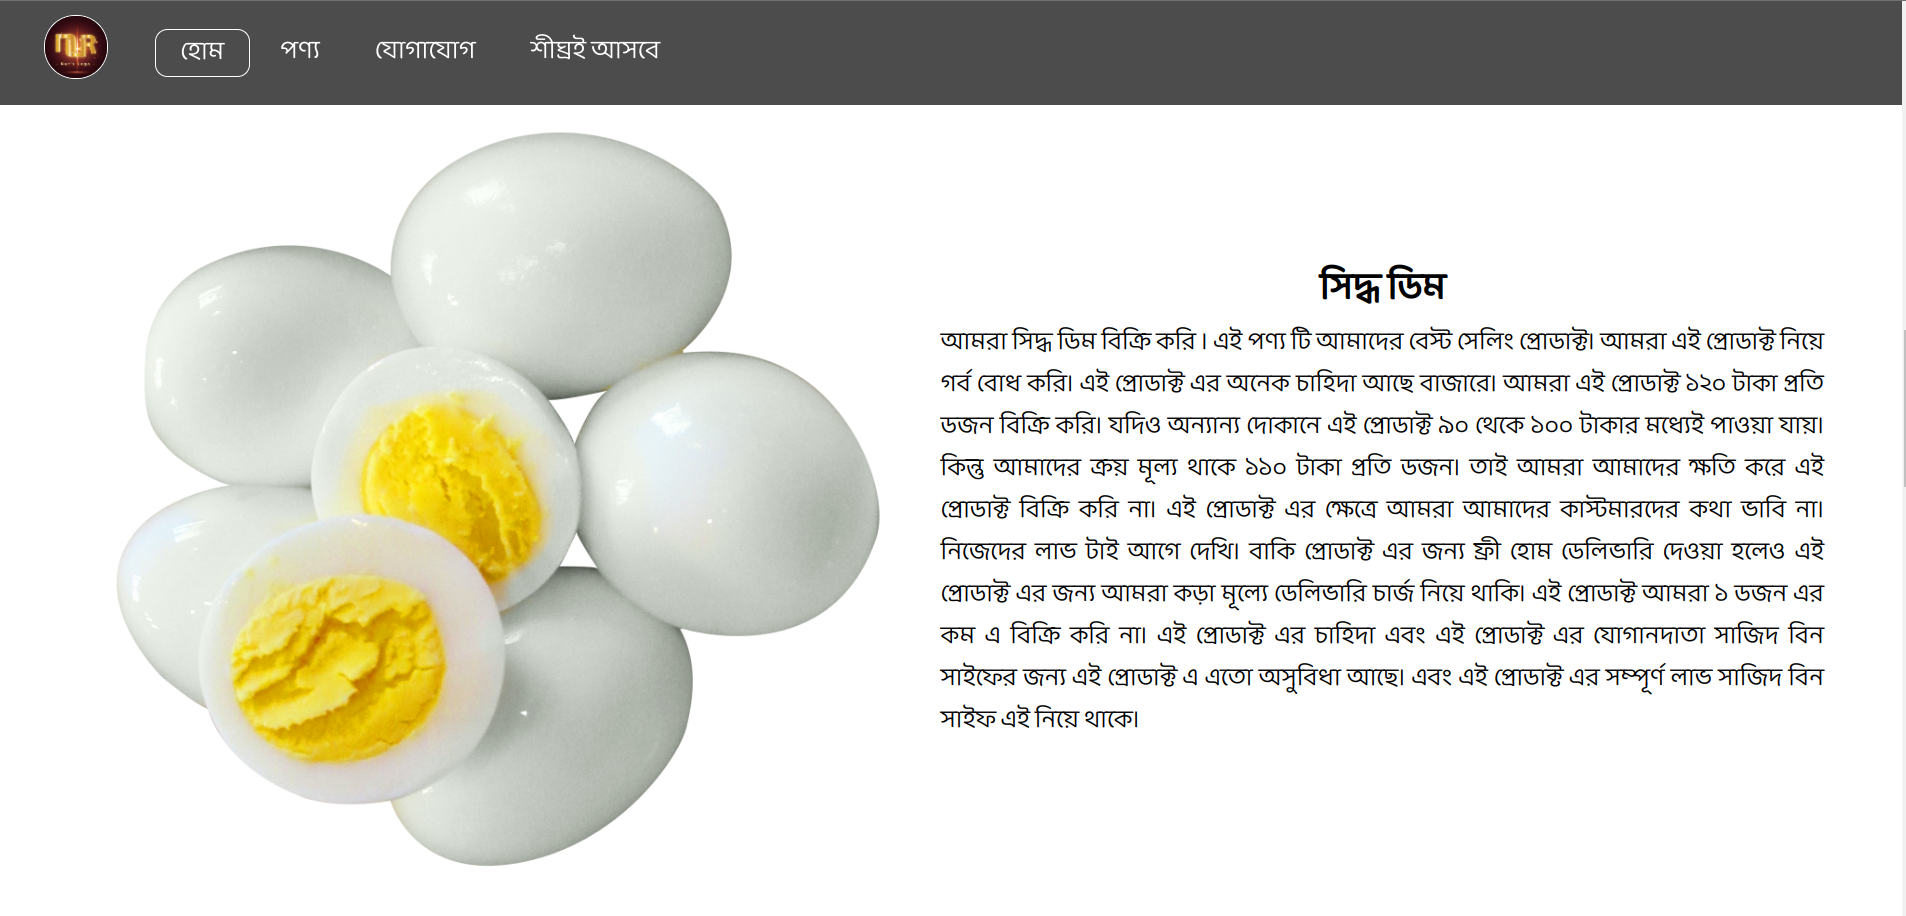 হোম
পণ্য
যোগাযোগ
শীঘ্রই আসবে
সিদ্ধ ডিম
আমরা সিদ্ধ ডিম বিক্রি করি । এই পণ্য টি আমাদের বেস্ট সেলিং প্রোডাক্ট। আমরা এই প্রোডাক্ট নিয়ে
গর্ব বোধ করি। এই প্রোডাক্ট এর অনেক চাহিদা আছে বাজারে। আমরা এই প্রোডাক্ট ১২০ টাকা প্রতি
ডজন বিক্রি করি। যদিও অন্যান্য দোকানে এই প্রোডাক্ট ৯০ থেকে ১০০ টাকার মধ্যেই পাওয়া যায়।
কিন্তু আমাদের ক্রয় মূল্য থাকে ১১০ টাকা প্রতি ডজন। তাই আমরা আমাদের ক্ষতি করে এই
প্রোডাক্ট বিক্রি করি না। এই প্রোডাক্ট এর ক্ষেত্রে আমরা আমাদের কাস্টমারদের কথা ভাবি না।
নিজেদের লাভ টাই আগে দেখি। বাকি প্রোডাক্ট এর জন্য ফ্রী হোম ডেলিভারি দেওয়া হলেও এই
প্রোডাক্ট এর জন্য আমরা কড়া মূল্যে ডেলিভারি চার্জ নিয়ে থাকি। এই প্রোডাক্ট আমরা ১ ডজন এর
কম এ বিক্রি করি না। এই প্রোডাক্ট এর চাহিদা এবং এই প্রোডাক্ট এর যোগানদাতা সাজিদ বিন
সাইফের জন্য এই প্রোডাক্ট এ এতো অসুবিধা আছে। এবং এই প্রোডাক্ট এর সম্পূর্ণ লাভ সাজিদ বিন
সাইফ এই নিয়ে থাকে।